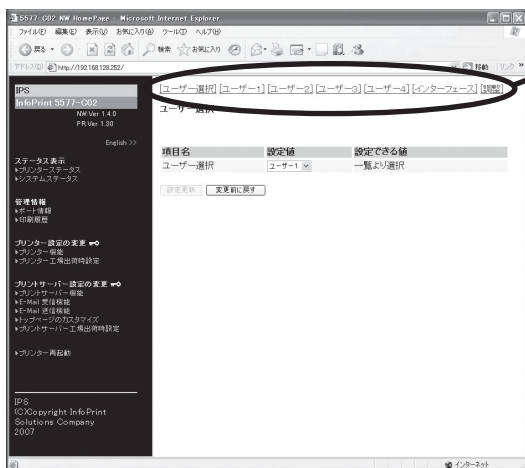 5577-C02 NW HomePage - Microsoft Internet Explorer
ファイル(F) 編集(E) 表示(V) お気に入り(A) ツール(T) ヘルプ(H)
戻る 検索 お気に入り
アドレス(D) http://192.168.128.252/ 移動 リンク »
IPS
InfoPrint 5577-C02
NW:Ver 1.4.0
PR:Ver 1.30
English >>
ステータス表示
プリンターステータス
システムステータス
管理情報
ポート情報
印刷履歴
プリンター設定の変更
プリンター機能
プリンター工場出荷時設定
プリントサーバー設定の変更
プリントサーバー機能
E-Mail 受信機能
E-Mail 送信機能
トップページのカスタマイズ
プリントサーバー工場出荷時設定
プリンター再起動
IPS
(C)Copyright InfoPrint
Solutions Company
2007
[ユーザー選択] [ユーザー1] [ユーザー2] [ユーザー3] [ユーザー4] [インターフェース] [調整]
ユーザー選択
項目名 設定値 設定できる値
ユーザー選択 ユーザー1 一覧より選択
設定更新 変更前に戻す
インターネット